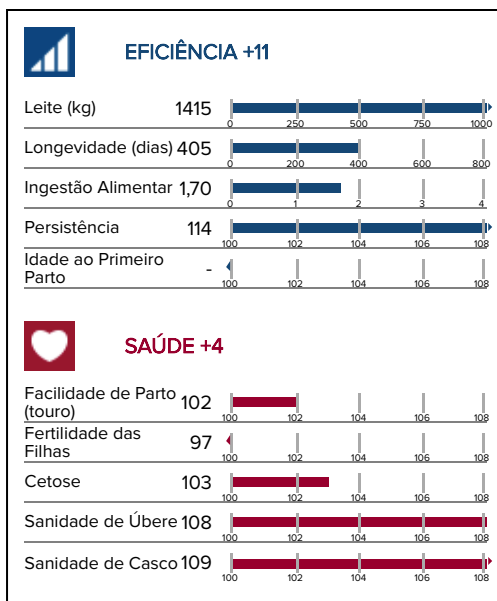 EFICIÊNCIA +11
Leite (kg) 1415
0 250 500 750 1000
Longevidade (dias) 405
0 200 400 600 800
Ingestão Alimentar 1,70
0 1 2 3 4
Persistência 114
100 102 104 106 108
Idade ao Primeiro
Parto -
100 102 104 106 108
SAÚDE +4
Facilidade de Parto
(touro) 102
100 102 104 106 108
Fertilidade das
Filhas 97
100 102 104 106 108
Cetose 103
100 102 104 106 108
Sanidade de Úbere 108
100 102 104 106 108
Sanidade de Casco 109
100 102 104 106 108